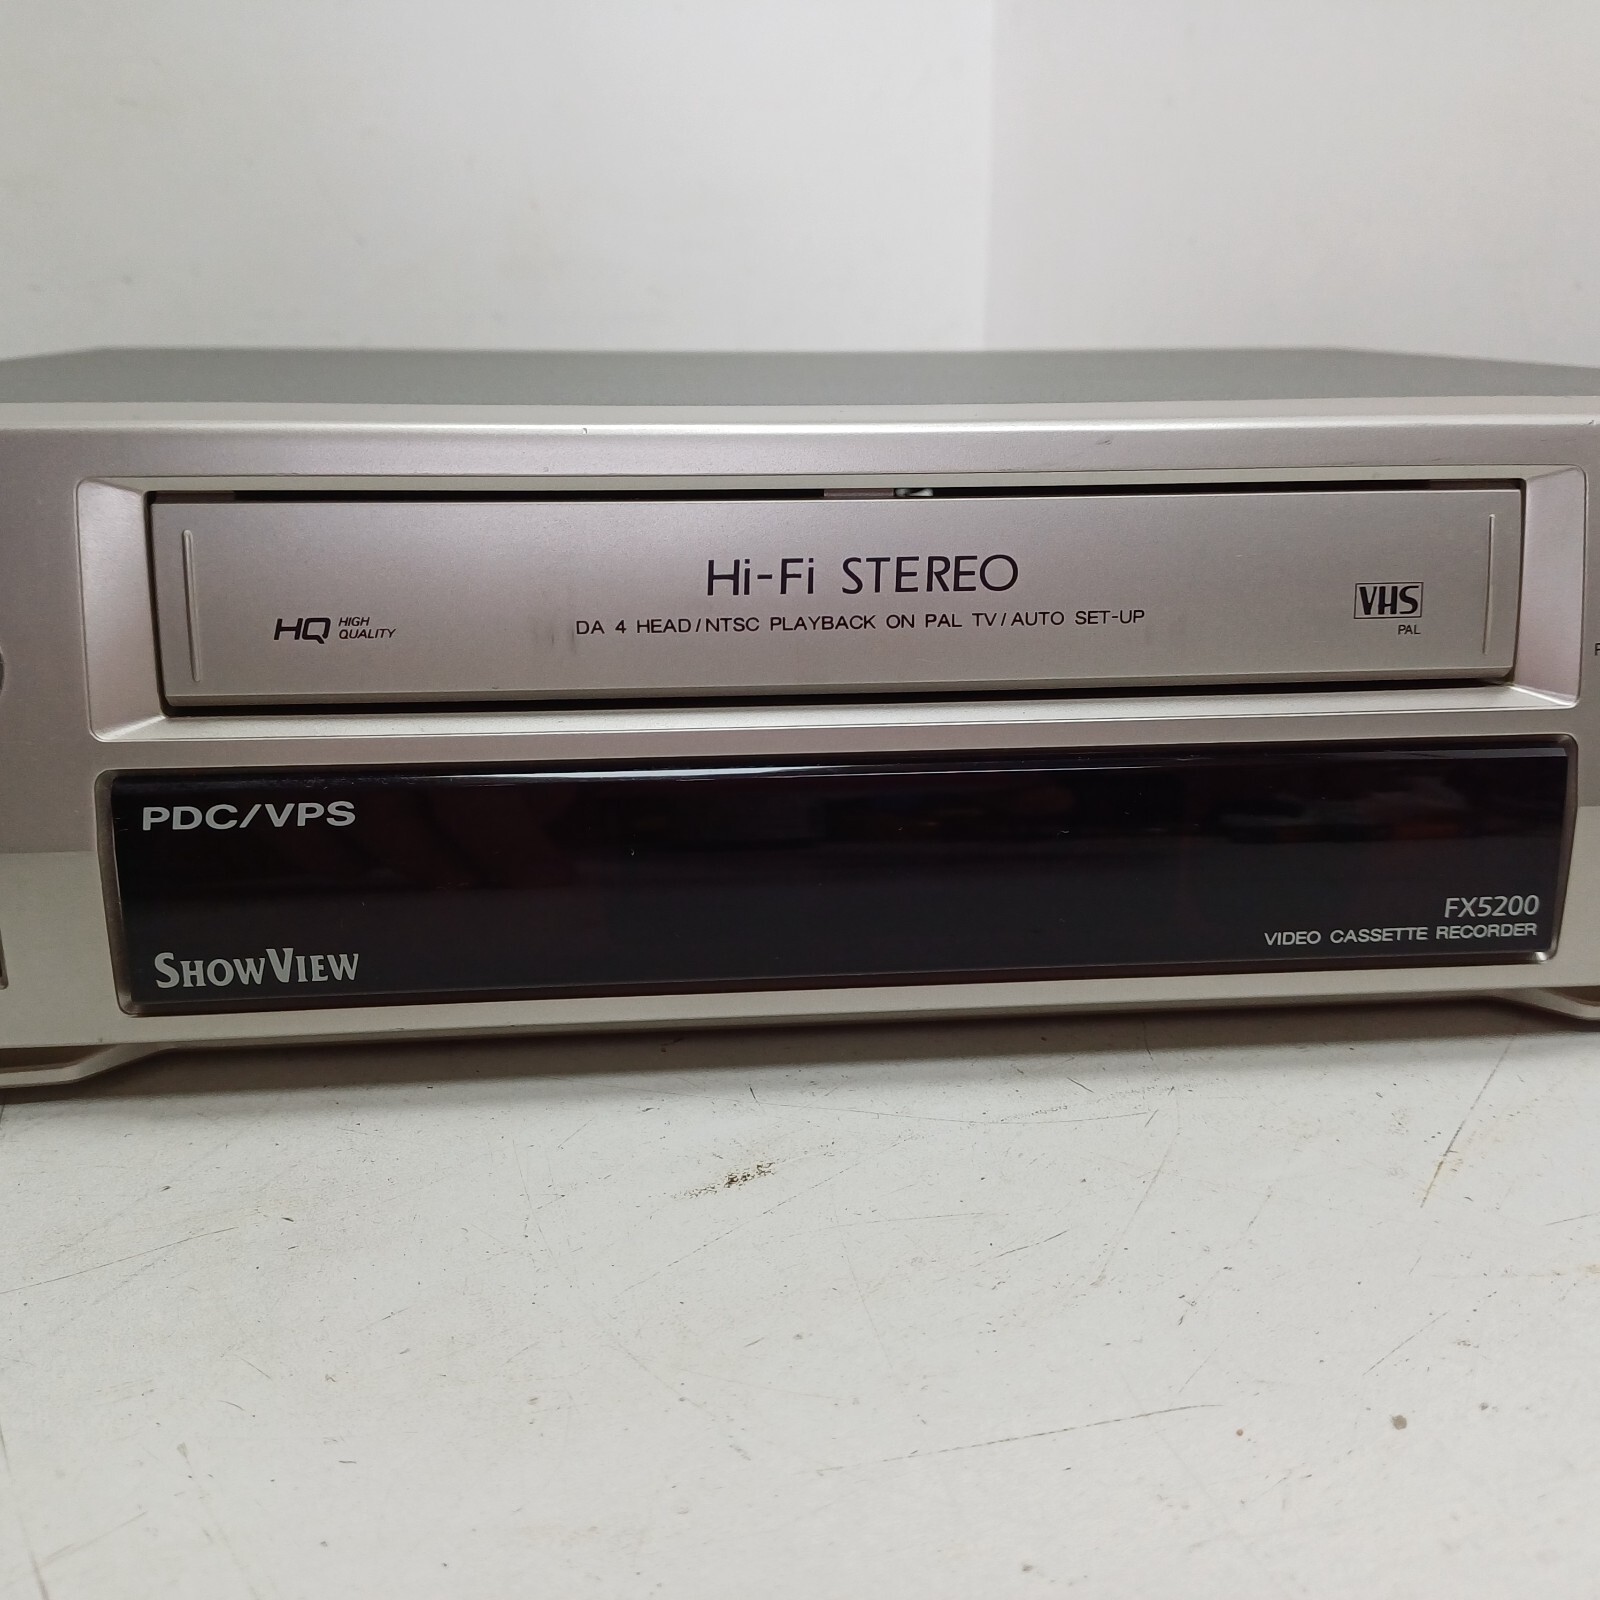 Hi-Fi STEREO
HQ HIGH QUALITY
DA 4 HEAD/NTSC PLAYBACK ON PAL TV/AUTO SET-UP
VHS
PAL
PDC/VPS
FX5200
VIDEO CASSETTE RECORDER
SHOWVIEW